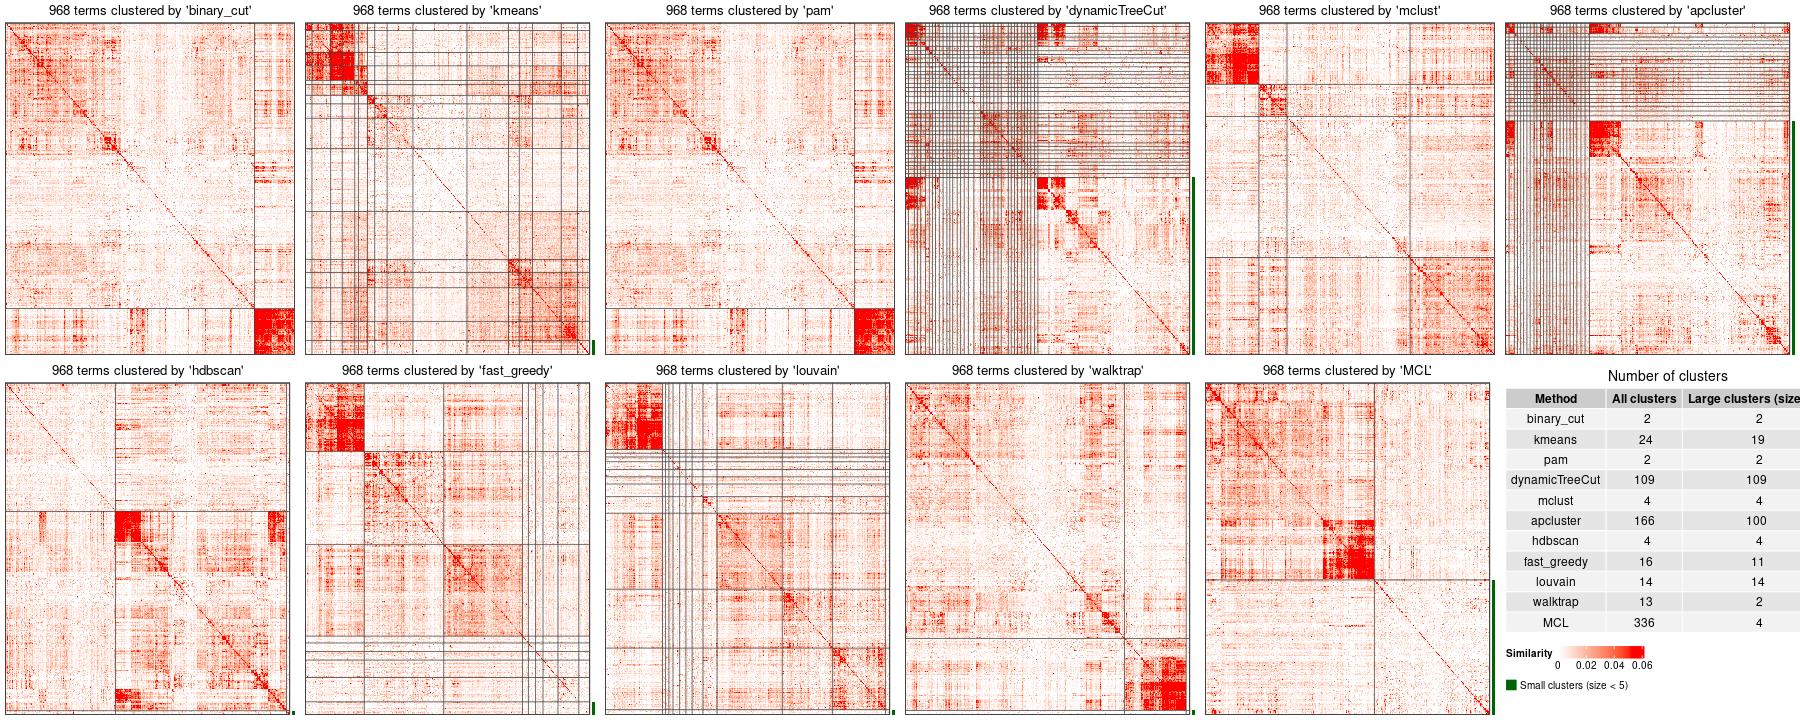 968 terms clustered by 'binary_cut'
968 terms clustered by 'kmeans'
968 terms clustered by 'pam'
968 terms clustered by 'dynamicTreeCut'
968 terms clustered by 'mclust'
968 terms clustered by 'apcluster'
968 terms clustered by 'hdbscan'
968 terms clustered by 'fast_greedy'
968 terms clustered by 'louvain'
968 terms clustered by 'walktrap'
968 terms clustered by 'MCL'
Number of clusters
Method All clusters Large clusters (size
binary_cut 2 2
kmeans 24 19
pam 2 2
dynamicTreeCut 109 109
mclust 4 4
apcluster 166 100
hdbscan 4 4
fast_greedy 16 11
louvain 14 14
walktrap 13 2
MCL 336 4
Similarity
0 0.02 0.04 0.06
Small clusters (size < 5)